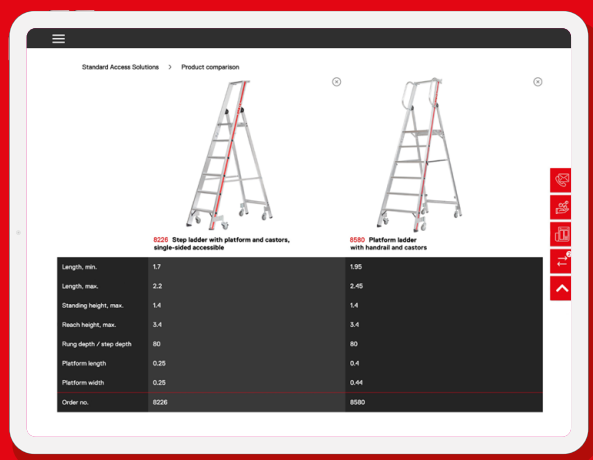 Standard Access Solutions > Product comparison
8226 Step ladder with platform and castors,
single-sided accessible
8580 Platform ladder
with handrail and castors
Length, min. 1.7 1.95
Length, max. 2.2 2.45
Standing height, max. 1.4 1.4
Reach height, max. 3.4 3.4
Rung depth / step depth 80 80
Platform length 0.25 0.4
Platform width 0.25 0.44
Order no. 8226 8580